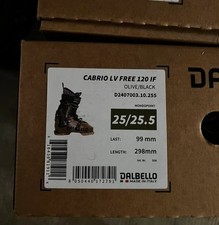 CABRIO LV FREE 120 IF
OLIVE/BLACK
D2407003.10.255
MONDOPOINT
25/25.5
LAST: 99 mm
LENGTH: 298mm
DALBELLO
MADE IN ITALY
DALBE